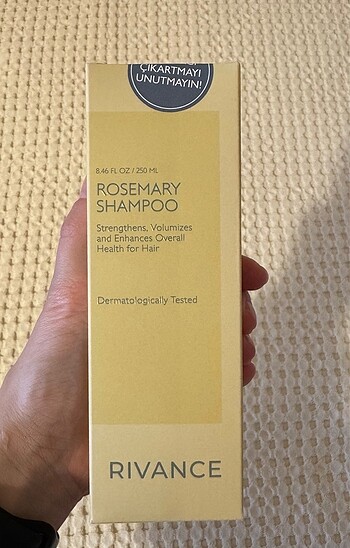 ÇIKARTMAYI
UNUTMAYIN!
8.46 FL OZ / 250 ML
ROSEMARY
SHAMPOO
Strengthens, Volumizes
and Enhances Overall
Health for Hair
Dermatologically Tested
RIVANCE